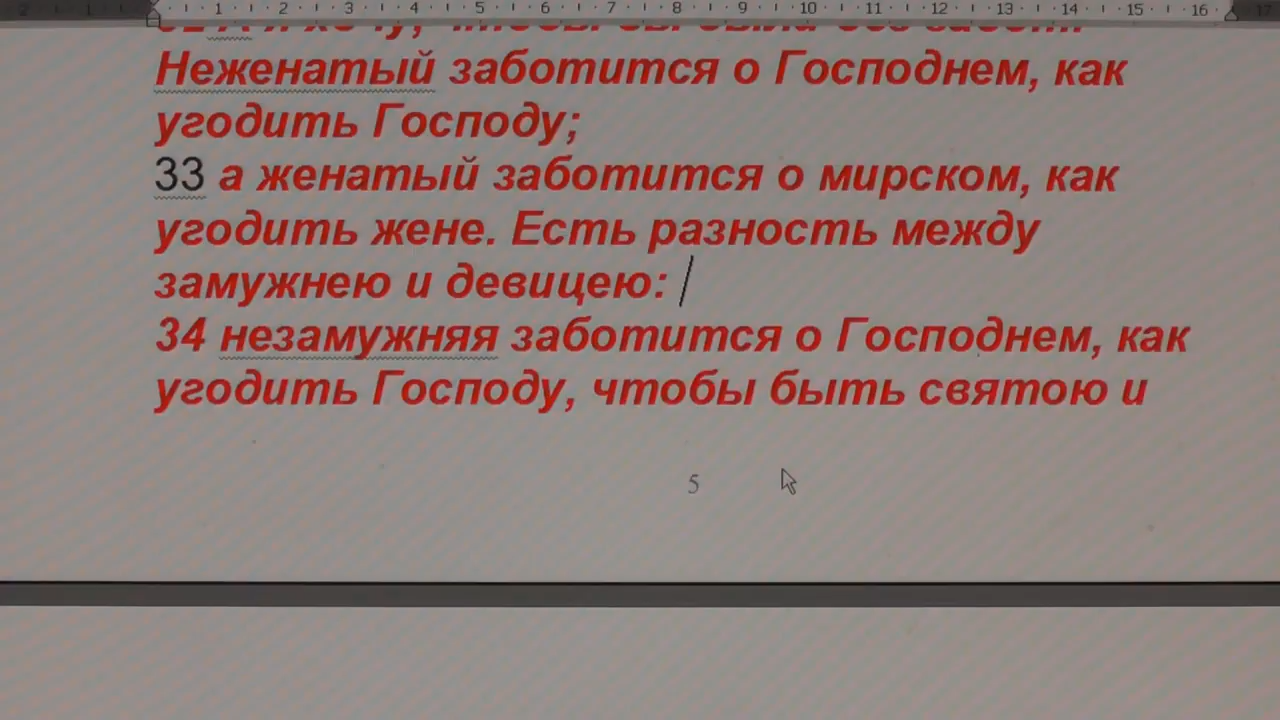 Неженатый заботится о Господнем, как
угодить Господу;
33 а женатый заботится о мирском, как
угодить жене. Есть разность между
замужнею и девицею:
34 незамужняя заботится о Господнем, как
угодить Господу, чтобы быть святою и
5